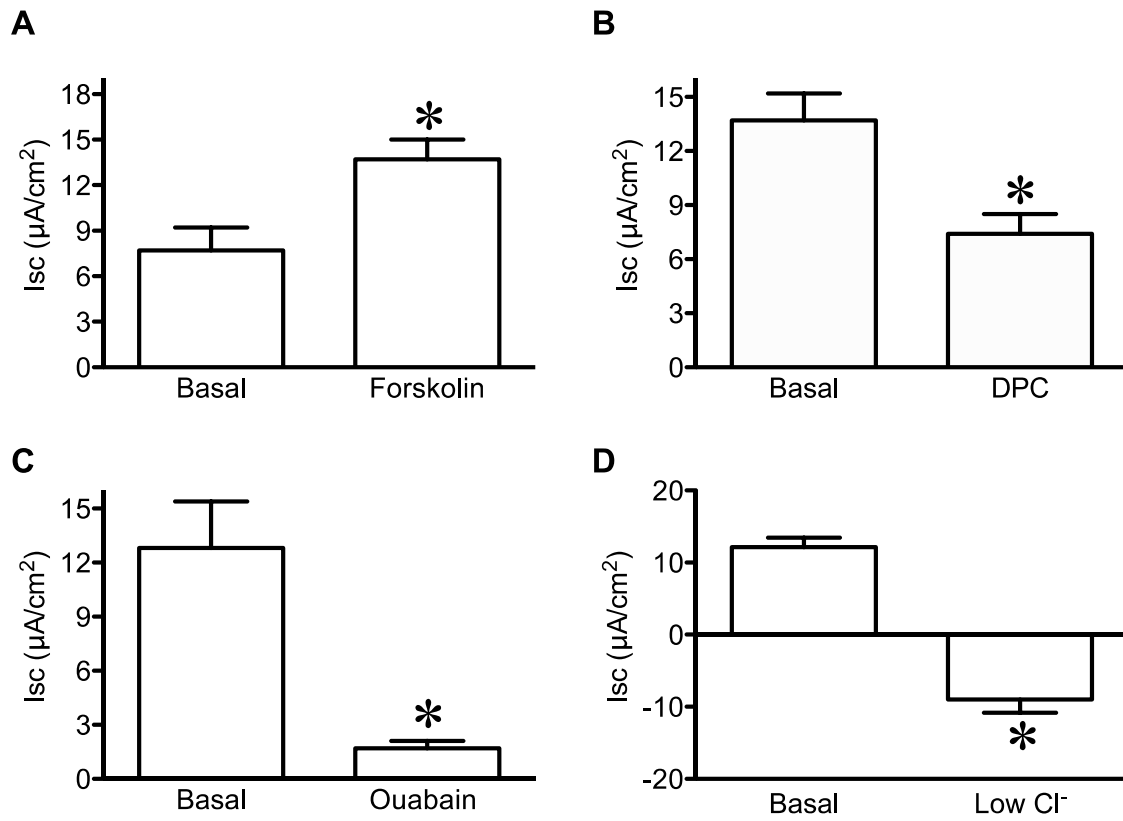 A
Isc (µA/cm²)
18
15
12
9
6
3
0
*
Basal
Forskolin
B
Isc (µA/cm²)
15
12
9
6
3
0
*
Basal
DPC
C
Isc (µA/cm²)
15
12
9
6
3
0
*
Basal
Ouabain
D
Isc (µA/cm²)
20
10
0
-10
-20
*
Basal
Low Cl⁻